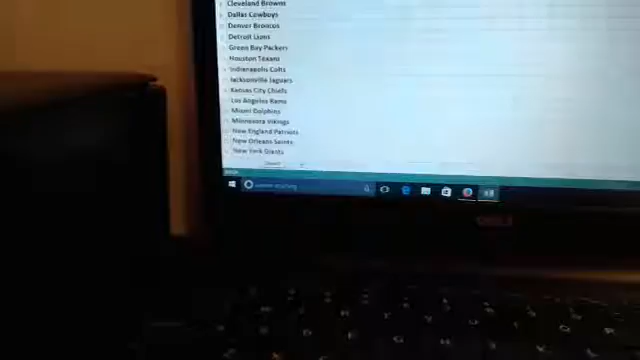 Cleveland Browns
Dallas Cowboys
Denver Broncos
Detroit Lions
Green Bay Packers
Houston Texans
Indianapolis Colts
Jacksonville Jaguars
Kansas City Chiefs
Los Angeles Rams
Miami Dolphins
Minnesota Vikings
New England Patriots
New Orleans Saints
New York Giants
DELL